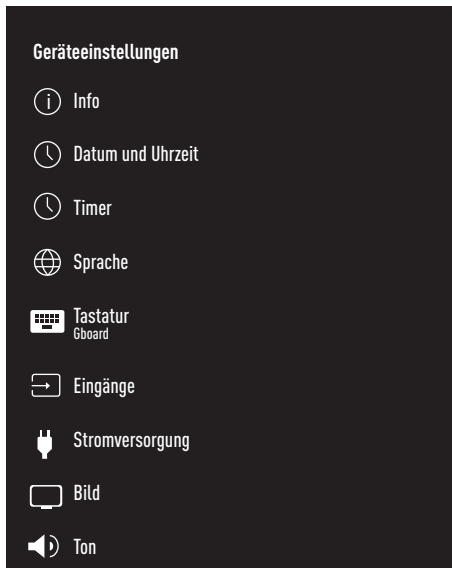 Geräteeinstellungen
Info
Datum und Uhrzeit
Timer
Sprache
Tastatur
Gboard
Eingänge
Stromversorgung
Bild
Ton